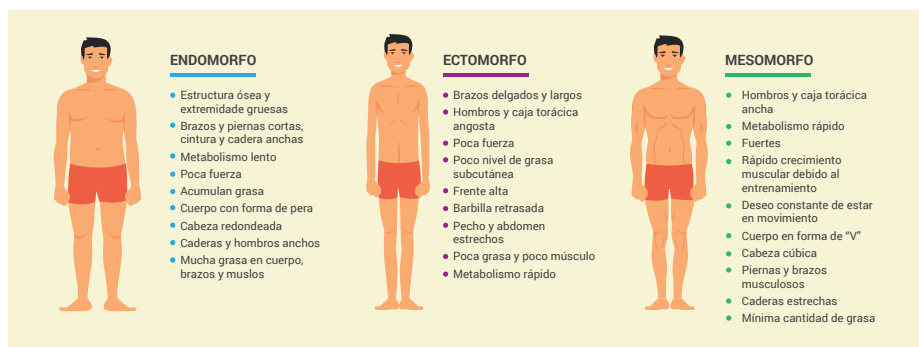 ENDOMORFO
Estructura ósea y
extremidade gruesas
Brazos y piernas cortas,
cintura y cadera anchas
Metabolismo lento
Poca fuerza
Acumulan grasa
Cuerpo con forma de pera
Cabeza redondeada
Caderas y hombros anchos
Mucha grasa en cuerpo,
brazos y muslos
ECTOMORFO
Brazos delgados y largos
Hombros y caja torácica
angosta
Poca fuerza
Poco nivel de grasa
subcutánea
Frente alta
Barbilla retrasada
Pecho y abdomen
estrechos
Poca grasa y poco músculo
Metabolismo rápido
MESOMORFO
Hombros y caja torácica
ancha
Metabolismo rápido
Fuertes
Rápido crecimiento
muscular debido al
entrenamiento
Deseo constante de estar
en movimiento
Cuerpo en forma de “V”
Cabeza cúbica
Piernas y brazos
musculosos
Caderas estrechas
Mínima cantidad de grasa